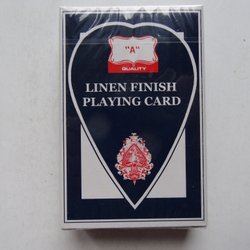 "A"
QUALITY
LINEN FINISH
PLAYING CARD